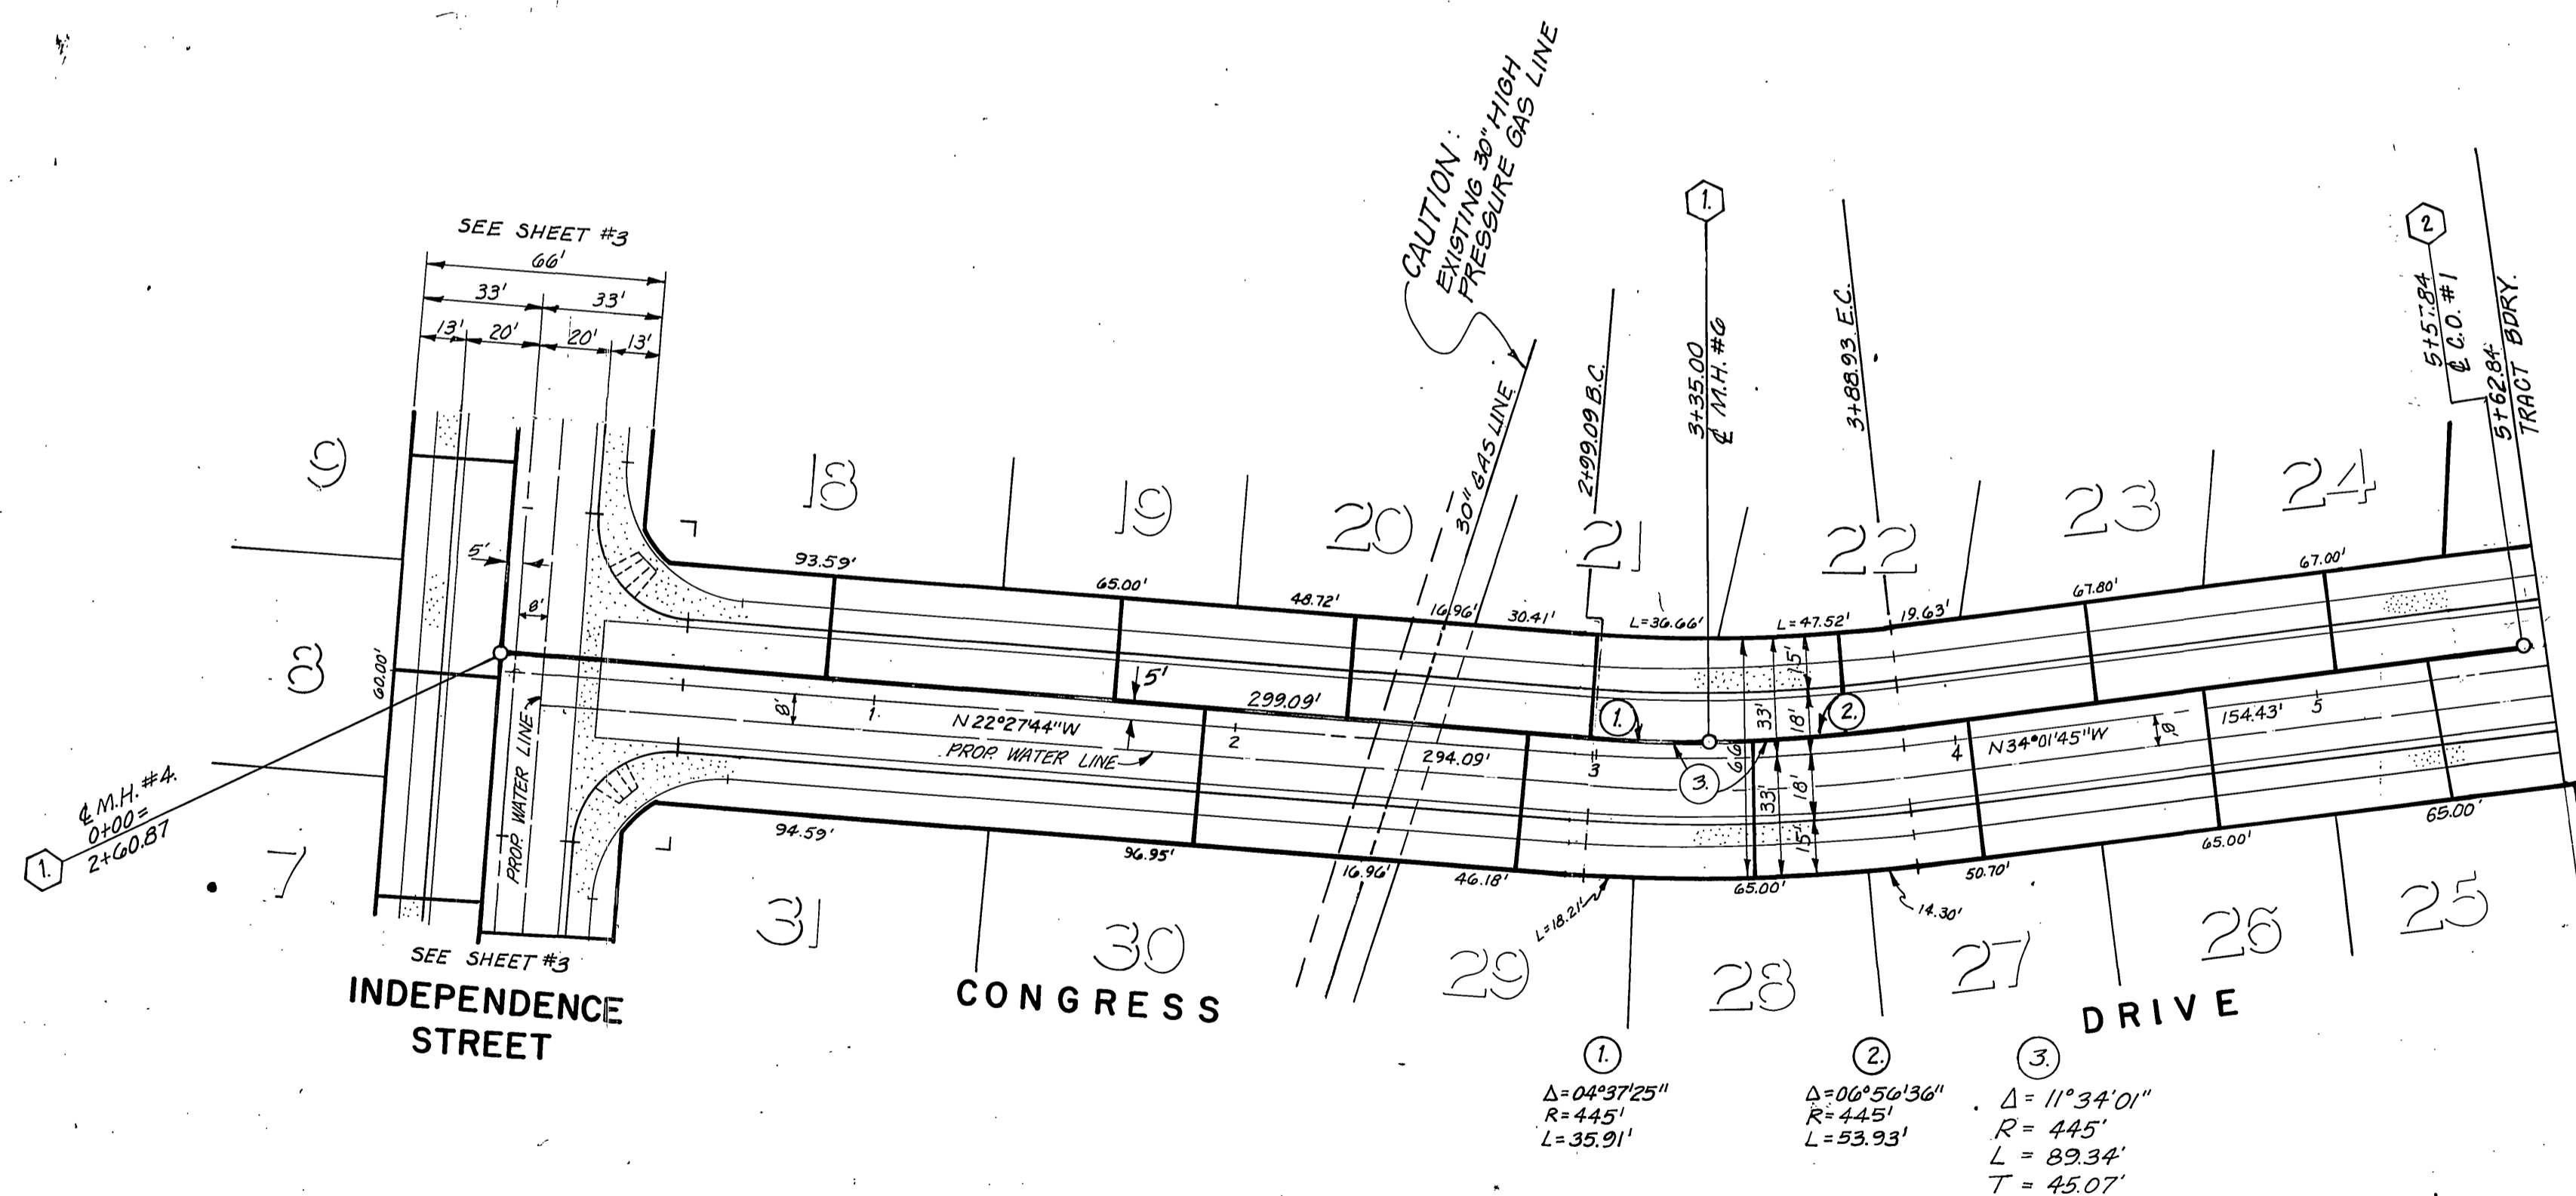 SEE SHEET #3
66'
33' 33'
13' 20' 20' 13'
CAUTION:
EXISTING 30" HIGH
PRESSURE GAS LINE
30" GAS LINE
2+99.09 B.C.
1.
3+35.00
℄ M.H. #6
3+88.93 E.C.
2
5+57.84
℄ C.O. #1
5+62.84
TRACT BDRY.
9
18
19
20
21
22
23
24
5'
8'
93.59'
65.00'
48.72'
16.96'
30.41'
L=36.66'
L=47.52'
19.63'
67.80'
67.00'
8
60.00'
5'
299.09'
8'
1
N 22°27'44"W
2
PROP. WATER LINE
294.09'
3
1.
2.
3.
66'
33'
33'
15'
18'
18'
15'
4
N34°01'45"W
8'
154.43'
5
℄ M.H. #4.
0+00=
2+60.87
1.
PROP. WATER LINE
7
94.59'
96.95'
16.96'
46.18'
L=18.21'
65.00'
14.30'
50.70'
65.00'
65.00'
31
30
29
28
27
26
25
SEE SHEET #3
INDEPENDENCE
STREET
CONGRESS DRIVE
1.
Δ=04°37'25"
R=445'
L=35.91'
2.
Δ=06°56'36"
R=445'
L=53.93'
3.
Δ= 11°34'01"
R= 445'
L = 89.34'
T = 45.07'